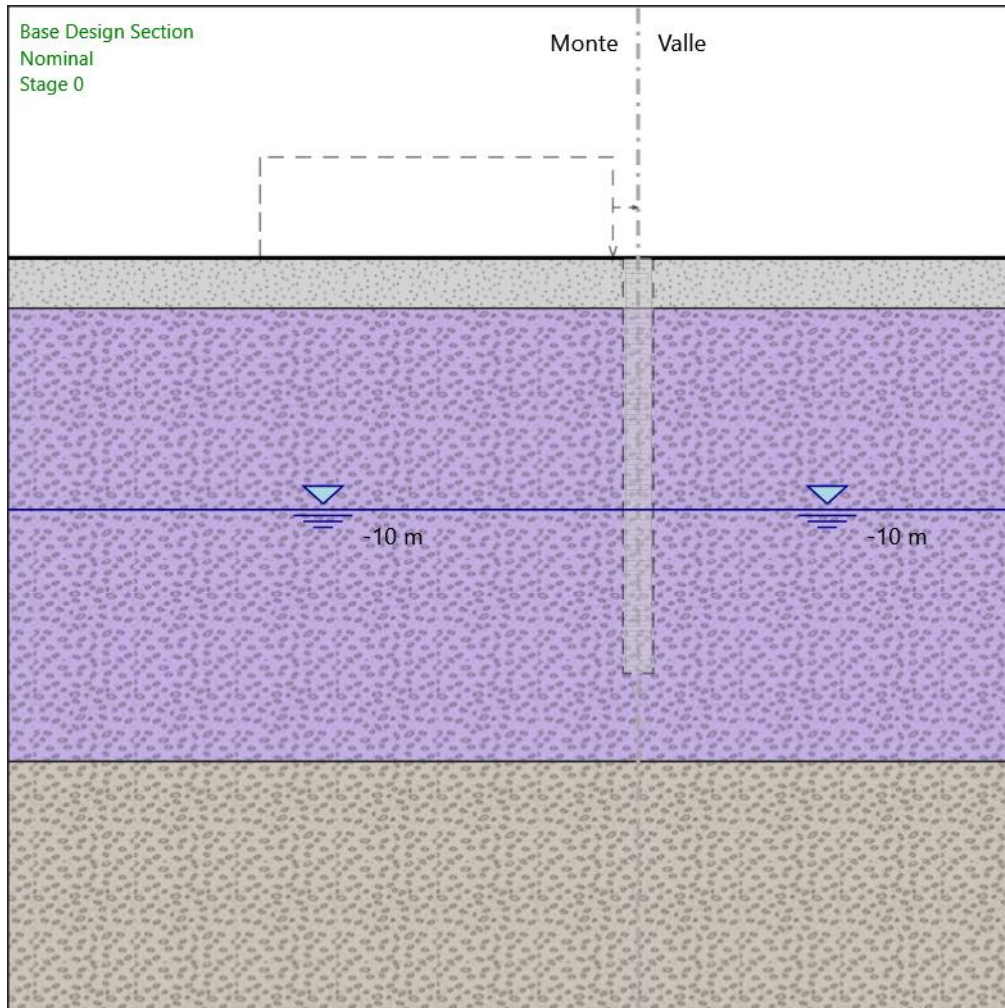 Base Design Section
Nominal
Stage 0
Monte
Valle
-10 m
-10 m